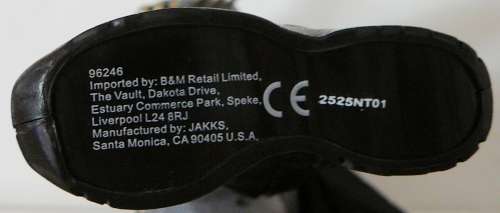 96246
Imported by: B&M Retail Limited,
The Vault, Dakota Drive,
Estuary Commerce Park, Speke,
Liverpool L24 8RJ
Manufactured by: JAKKS,
Santa Monica, CA 90405 U.S.A.
CE 2525NT01